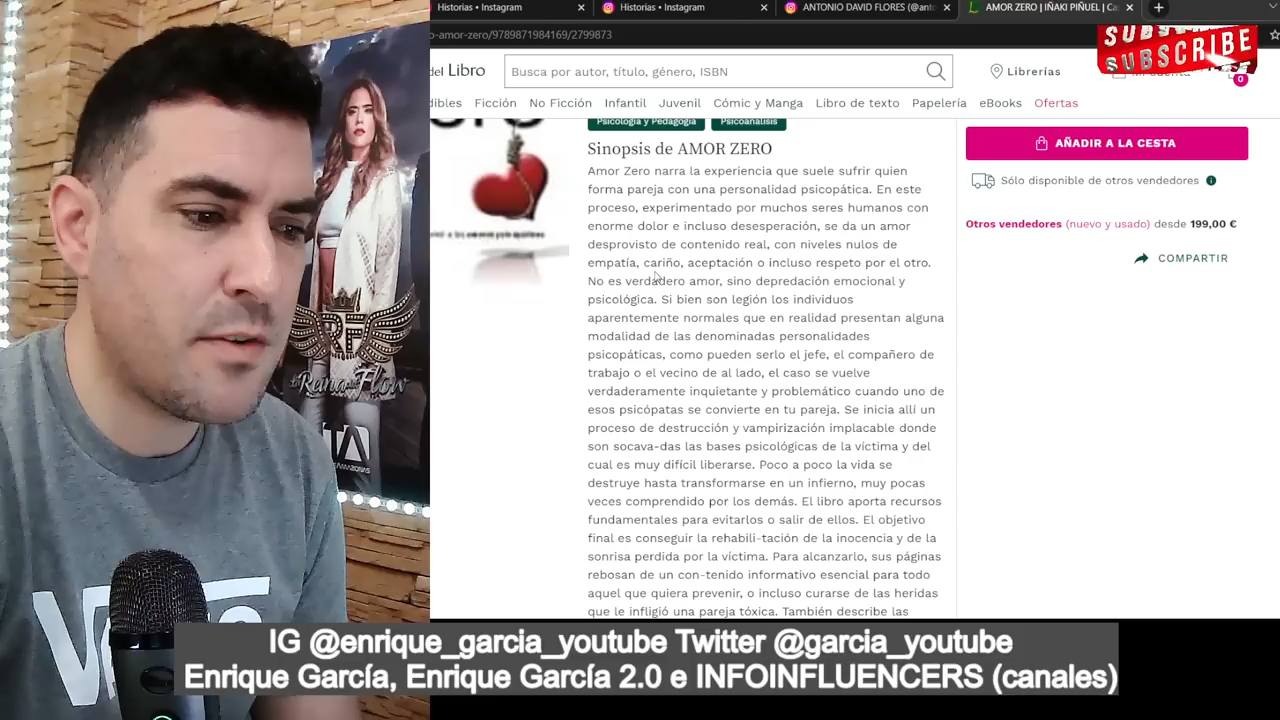 Historias • Instagram
Historias • Instagram
ANTONIO DAVID FLORES (@ant
AMOR ZERO | IÑAKI PIÑUEL | Ca
o-amor-zero/9789871984169/2799873
SUBSCRIBE
del Libro
Busca por autor, título, género, ISBN
Librerías
Mi cuenta
0
dibles
Ficción
No Ficción
Infantil
Juvenil
Cómic y Manga
Libro de texto
Papelería
eBooks
Ofertas
Psicología y Pedagogía
Psicoanálisis
Sinopsis de AMOR ZERO
Amor Zero narra la experiencia que suele sufrir quien
forma pareja con una personalidad psicopática. En este
proceso, experimentado por muchos seres humanos con
enorme dolor e incluso desesperación, se da un amor
desprovisto de contenido real, con niveles nulos de
empatía, cariño, aceptación o incluso respeto por el otro.
No es verdadero amor, sino depredación emocional y
psicológica. Si bien son legión los individuos
aparentemente normales que en realidad presentan alguna
modalidad de las denominadas personalidades
psicopáticas, como pueden serlo el jefe, el compañero de
trabajo o el vecino de al lado, el caso se vuelve
verdaderamente inquietante y problemático cuando uno de
esos psicópatas se convierte en tu pareja. Se inicia allí un
proceso de destrucción y vampirización implacable donde
son socava-das las bases psicológicas de la víctima y del
cual es muy difícil liberarse. Poco a poco la vida se
destruye hasta transformarse en un infierno, muy pocas
veces comprendido por los demás. El libro aporta recursos
fundamentales para evitarlos o salir de ellos. El objetivo
final es conseguir la rehabili-tación de la inocencia y de la
sonrisa perdida por la víctima. Para alcanzarlo, sus páginas
rebosan de un con-tenido informativo esencial para todo
aquel que quiera prevenir, o incluso curarse de las heridas
que le infligió una pareja tóxica. También describe las
AÑADIR A LA CESTA
Sólo disponible de otros vendedores
Otros vendedores (nuevo y usado) desde 199,00 €
COMPARTIR
RF
La Reina del Flow
IG @enrique_garcia_youtube Twitter @garcia_youtube
Enrique García, Enrique García 2.0 e INFOINFLUENCERS (canales)